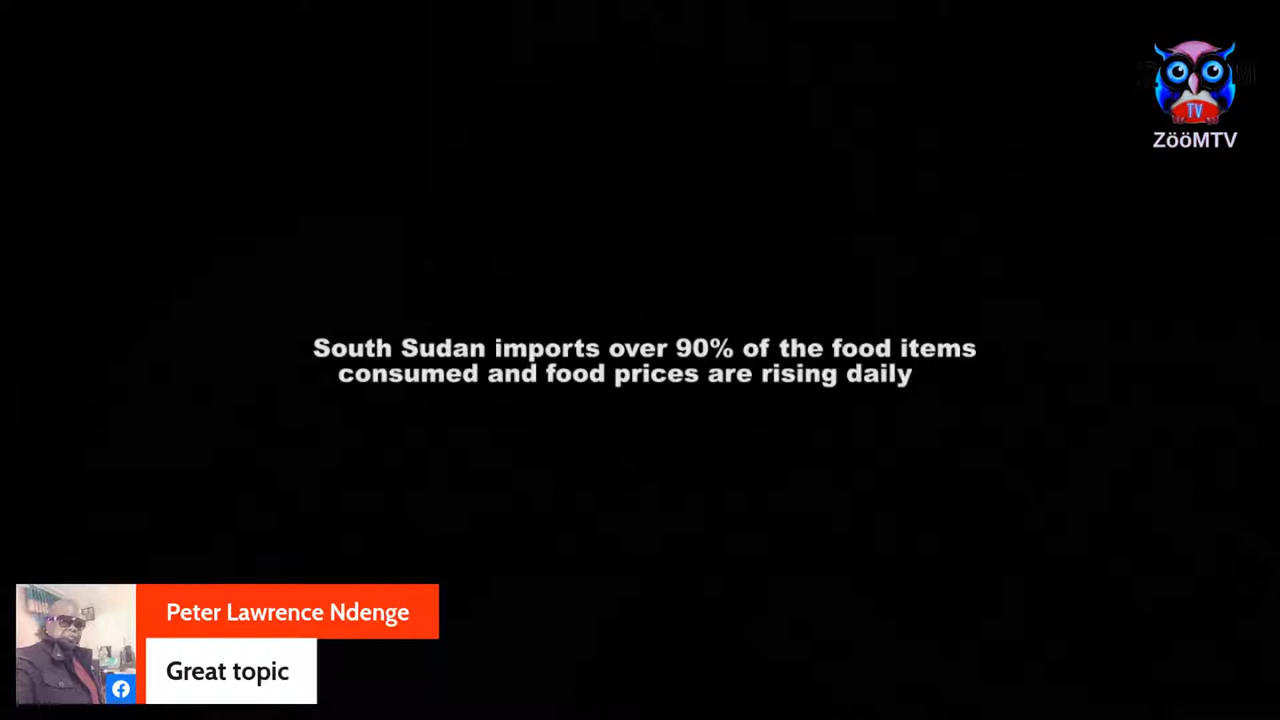 TV
ZööMTV
South Sudan imports over 90% of the food items
consumed and food prices are rising daily
Peter Lawrence Ndenge
Great topic